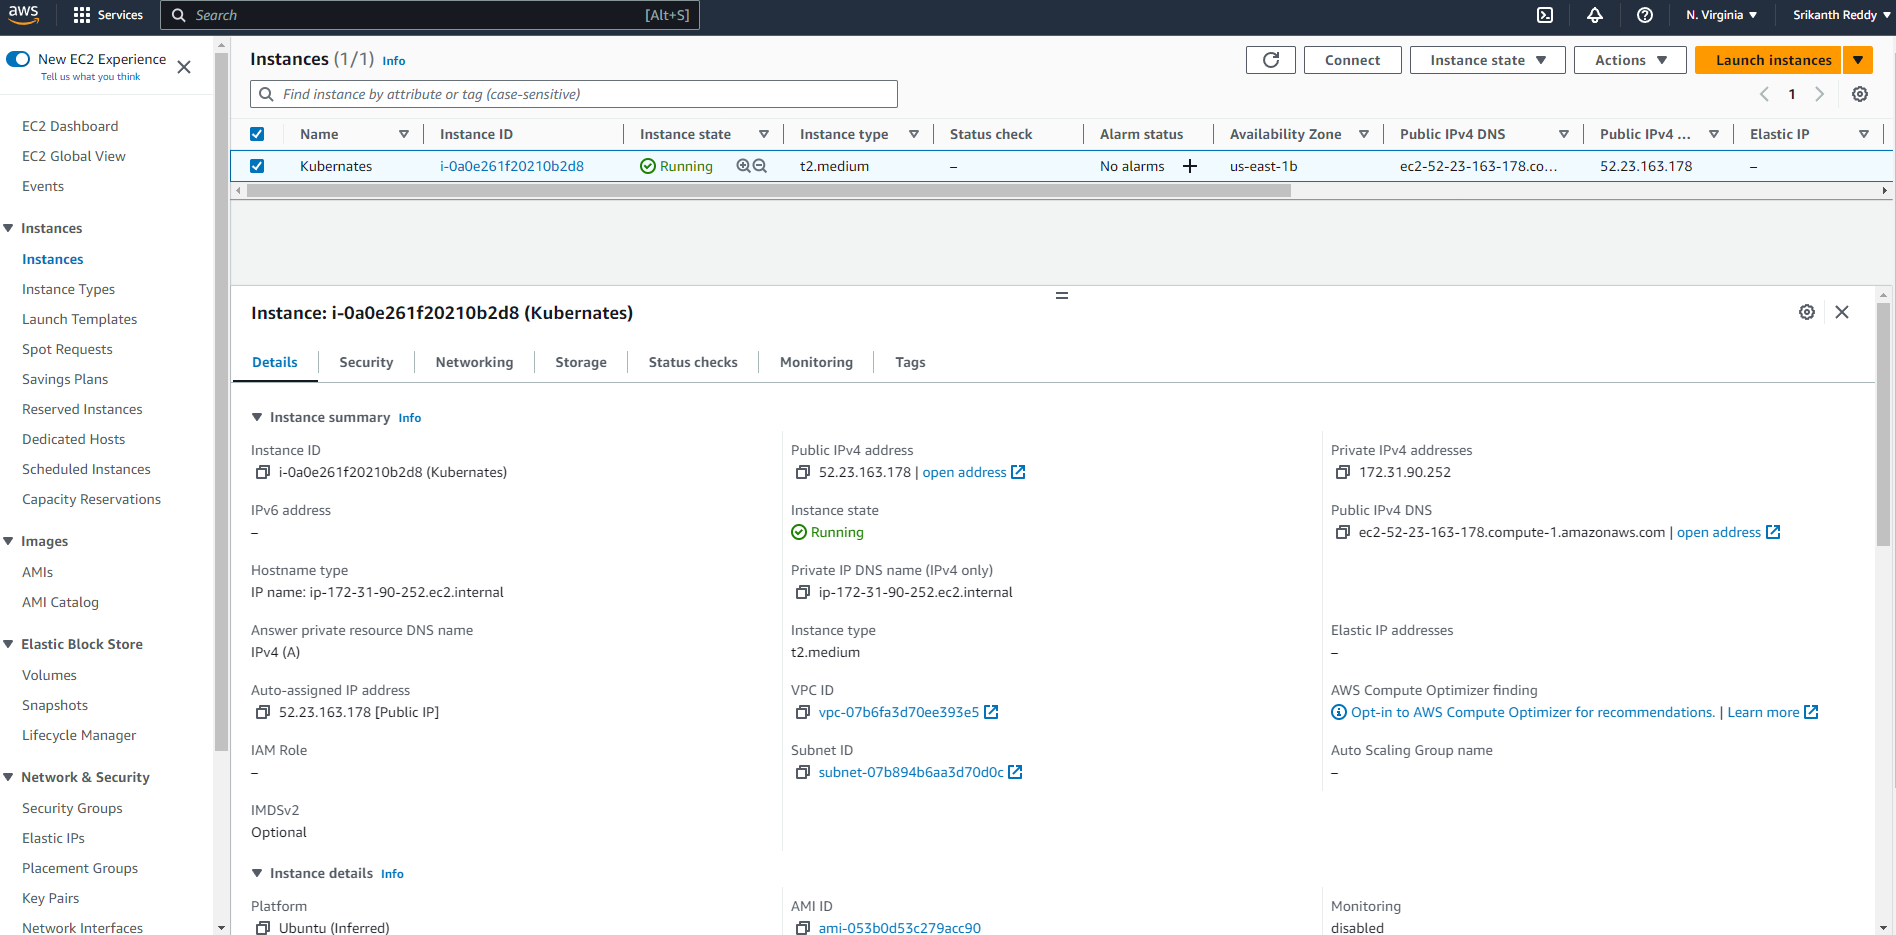 aws Services Search [Alt+S] N. Virginia Srikanth Reddy
New EC2 Experience
Tell us what you think
EC2 Dashboard
EC2 Global View
Events
Instances
Instances
Instance Types
Launch Templates
Spot Requests
Savings Plans
Reserved Instances
Dedicated Hosts
Scheduled Instances
Capacity Reservations
Images
AMIs
AMI Catalog
Elastic Block Store
Volumes
Snapshots
Lifecycle Manager
Network & Security
Security Groups
Elastic IPs
Placement Groups
Key Pairs
Network Interfaces
Instances (1/1) Info Connect Instance state Actions Launch instances
Find instance by attribute or tag (case-sensitive) 1
Name Instance ID Instance state Instance type Status check Alarm status Availability Zone Public IPv4 DNS Public IPv4 ... Elastic IP
Kubernates i-0a0e261f20210b2d8 Running t2.medium – No alarms + us-east-1b ec2-52-23-163-178.co... 52.23.163.178 –
Instance: i-0a0e261f20210b2d8 (Kubernates)
Details Security Networking Storage Status checks Monitoring Tags
Instance summary Info
Instance ID Public IPv4 address Private IPv4 addresses
i-0a0e261f20210b2d8 (Kubernates) 52.23.163.178 | open address 172.31.90.252
IPv6 address Instance state Public IPv4 DNS
– Running ec2-52-23-163-178.compute-1.amazonaws.com | open address
Hostname type Private IP DNS name (IPv4 only)
IP name: ip-172-31-90-252.ec2.internal ip-172-31-90-252.ec2.internal
Answer private resource DNS name Instance type Elastic IP addresses
IPv4 (A) t2.medium –
Auto-assigned IP address VPC ID AWS Compute Optimizer finding
52.23.163.178 [Public IP] vpc-07b6fa3d70ee393e5 Opt-in to AWS Compute Optimizer for recommendations. | Learn more
IAM Role Subnet ID Auto Scaling Group name
– subnet-07b894b6aa3d70d0c –
IMDSv2
Optional
Instance details Info
Platform AMI ID Monitoring
Ubuntu (Inferred) ami-053b0d53c279acc90 disabled